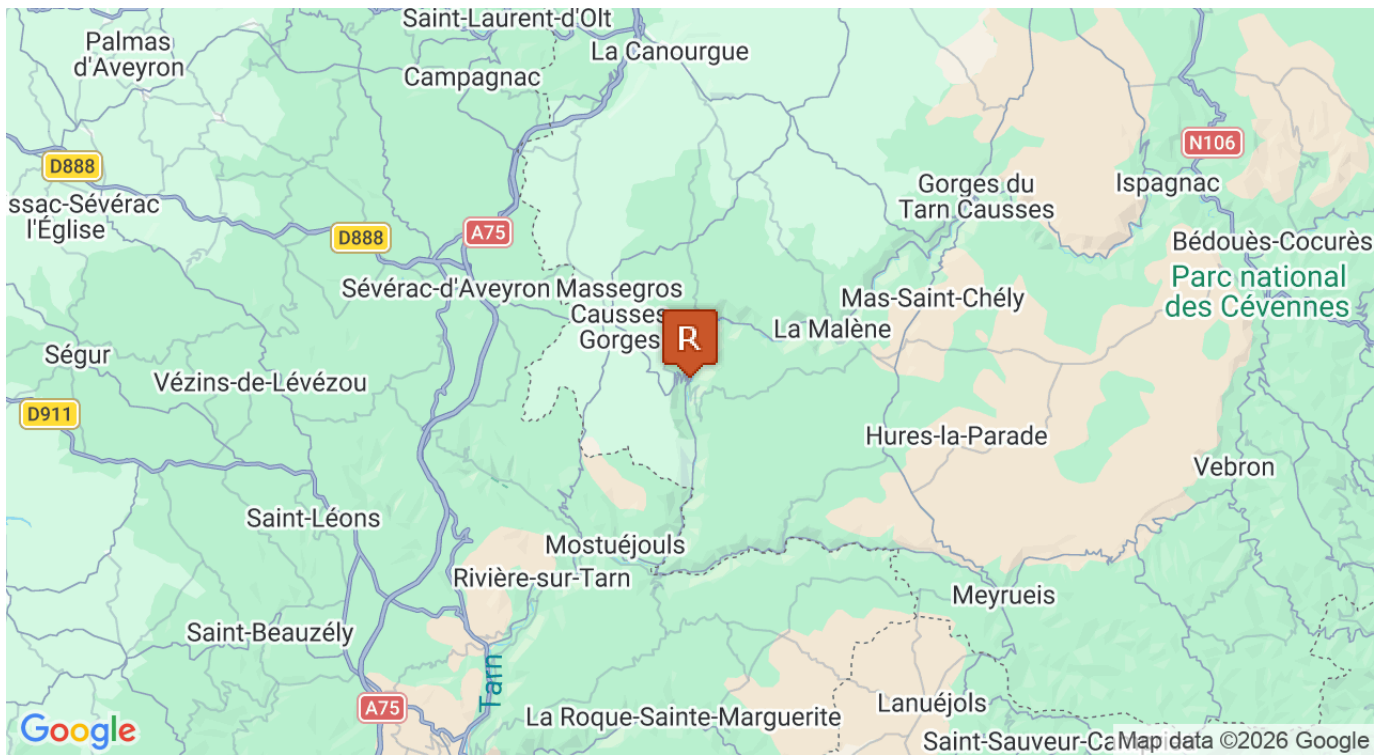 Saint-Laurent-d'Olt
Palmas
d'Aveyron
La Canourgue
Campagnac
D888
N106
ssac-Sévérac
l'Église
Gorges du
Tarn Causses
Ispagnac
A75
D888
Bédouès-Cocurès
Parc national
des Cévennes
Sévérac-d'Aveyron
Massegros
Causses
Gorges
Mas-Saint-Chély
R
La Malène
Ségur
Vézins-de-Lévézou
D911
Hures-la-Parade
Vebron
Saint-Léons
Mostuéjouls
Rivière-sur-Tarn
Meyrueis
Saint-Beauzély
Tarn
A75
Lanuéjols
La Roque-Sainte-Marguerite
Google
Saint-Sauveur-Ca
Map data ©2026 Google